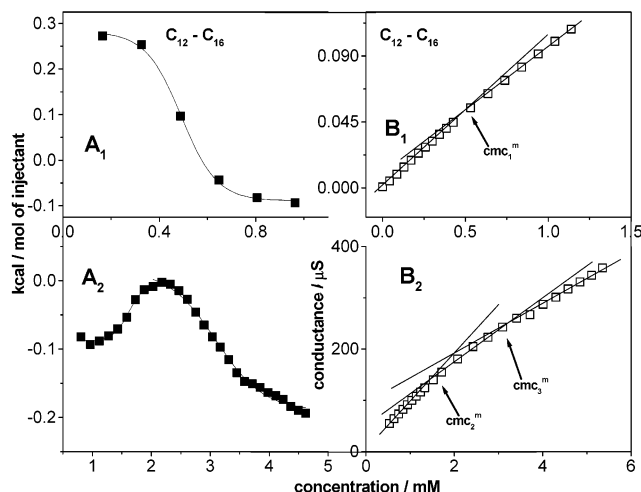 C₁₂ - C₁₆
C₁₂ - C₁₆
0.3
0.2
0.1
0.0
-0.1
A₁
0.0
0.4
0.8
0.090
0.045
0.000
B₁
cmc₁ᵐ
0.0
0.5
1.0
1.5
kcal / mol of injectant
0.0
-0.1
-0.2
A₂
1
2
3
4
5
conductance / µS
400
200
0
B₂
cmc₂ᵐ
cmc₃ᵐ
0
2
4
6
concentration / mM